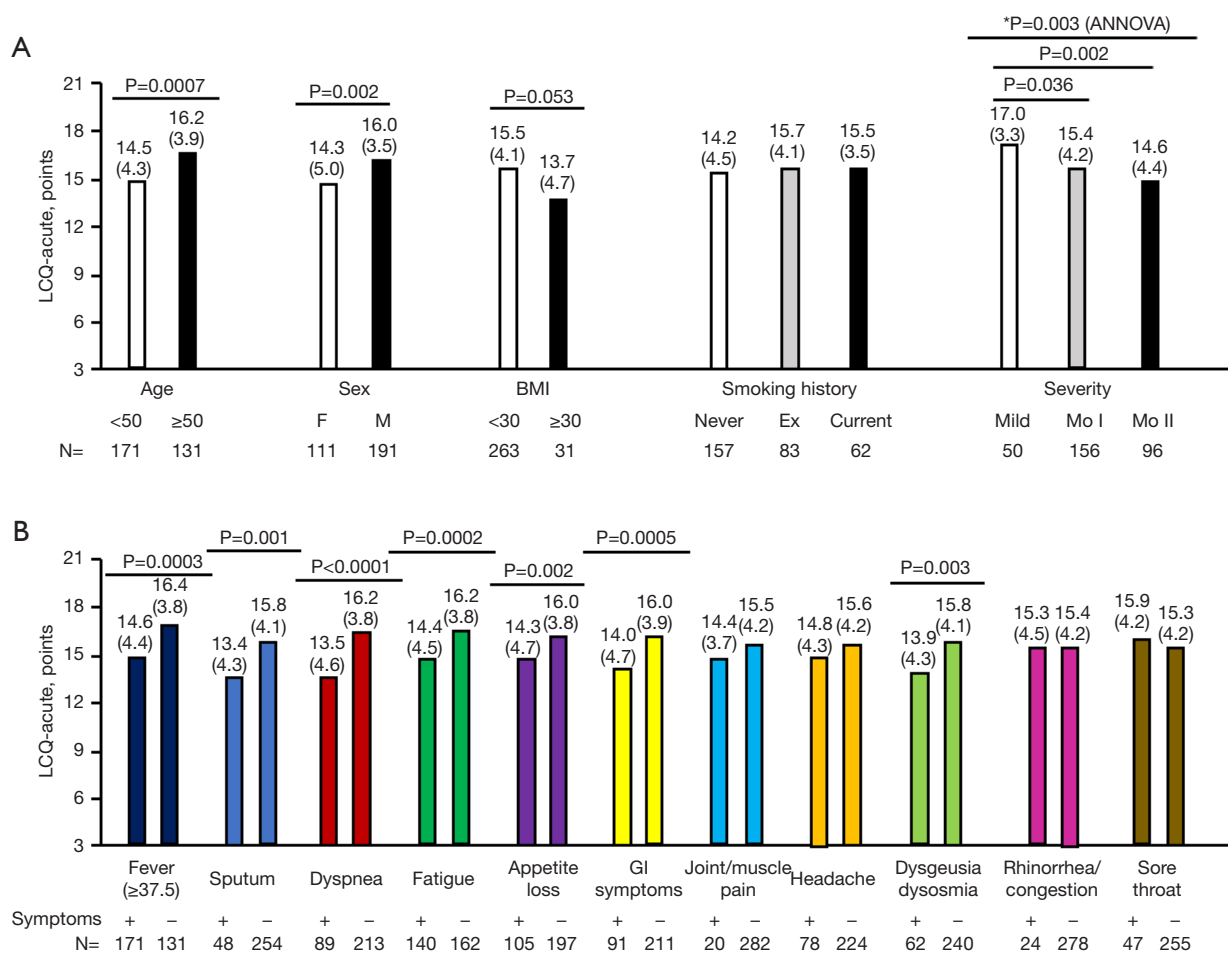 A
*P=0.003 (ANNOVA)
P=0.002
P=0.0007 P=0.002 P=0.053 P=0.036
LCQ-acute, points
21
18
15
12
9
6
3
14.5 (4.3)
16.2 (3.9)
14.3 (5.0)
16.0 (3.5)
15.5 (4.1)
13.7 (4.7)
14.2 (4.5)
15.7 (4.1)
15.5 (3.5)
17.0 (3.3)
15.4 (4.2)
14.6 (4.4)
Age Sex BMI Smoking history Severity
<50 ≥50 F M <30 ≥30 Never Ex Current Mild Mo I Mo II
N= 171 131 111 191 263 31 157 83 62 50 156 96
B
P=0.0003 P=0.001 P<0.0001 P=0.0002 P=0.002 P=0.0005 P=0.003
LCQ-acute, points
21
18
15
12
9
6
3
14.6 (4.4)
16.4 (3.8)
13.4 (4.3)
15.8 (4.1)
13.5 (4.6)
16.2 (3.8)
14.4 (4.5)
16.2 (3.8)
14.3 (4.7)
16.0 (3.8)
14.0 (4.7)
16.0 (3.9)
14.4 (3.7)
15.5 (4.2)
14.8 (4.3)
15.6 (4.2)
13.9 (4.3)
15.8 (4.1)
15.3 (4.5)
15.4 (4.2)
15.9 (4.2)
15.3 (4.2)
Fever (≥37.5)
Sputum
Dyspnea
Fatigue
Appetite loss
GI symptoms
Joint/muscle pain
Headache
Dysgeusia dysosmia
Rhinorrhea/ congestion
Sore throat
Symptoms + − + − + − + − + − + − + − + − + − + − + −
N= 171 131 48 254 89 213 140 162 105 197 91 211 20 282 78 224 62 240 24 278 47 255